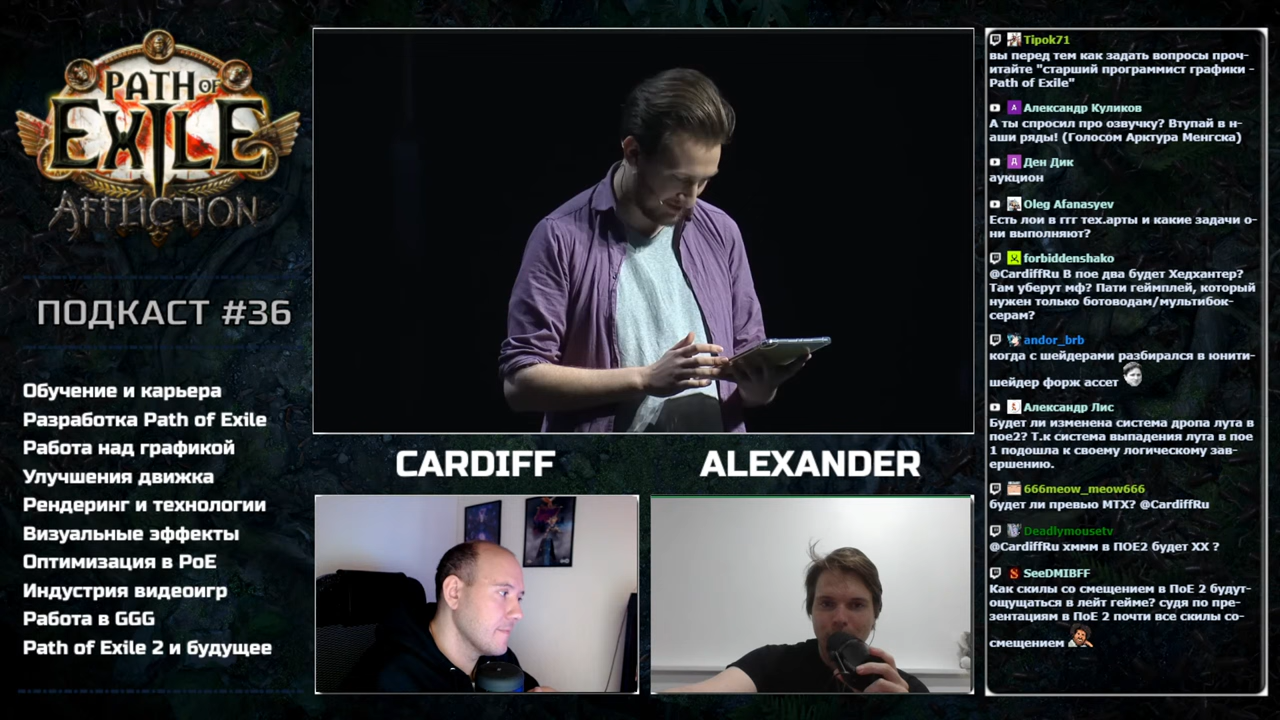 PATH OF
EXILE
AFFLICTION
ПОДКАСТ #36
Обучение и карьера
Разработка Path of Exile
Работа над графикой
Улучшения движка
Рендеринг и технологии
Визуальные эффекты
Оптимизация в PoE
Индустрия видеоигр
Работа в GGG
Path of Exile 2 и будущее
CARDIFF
ALEXANDER
Tipok71
вы перед тем как задать вопросы проч-
итайте "старший программист графики -
Path of Exile"
А Александр Куликов
А ты спросил про озвучку? Втупай в н-
аши ряды! (Голосом Арктура Менгска)
Д Ден Дик
аукцион
Oleg Afanasyev
Есть лои в ггг тех.арты и какие задачи о-
ни выполняют?
forbiddenshako
@CardiffRu В пое два будет Хедхантер?
Там уберут мф? Пати геймплей, который
нужен только ботоводам/мультибок-
серам?
andor_brb
когда с шейдерами разбирался в юнити-
шейдер форж ассет
Александр Лис
Будет ли изменена система дропа лута в
пое2? Т.к система выпадения лута в пое
1 подошла к своему логическому зав-
ершению.
666meow_meow666
будет ли превью МТХ? @CardiffRu
Deadlymousetv
@CardiffRu хммм в ПОЕ2 будет ХХ ?
SeeDMIBFF
Как скилы со смещением в ПоЕ 2 будут-
ощущаться в лейт гейме? судя по пре-
зентациям в ПоЕ 2 почти все скилы со-
смещением